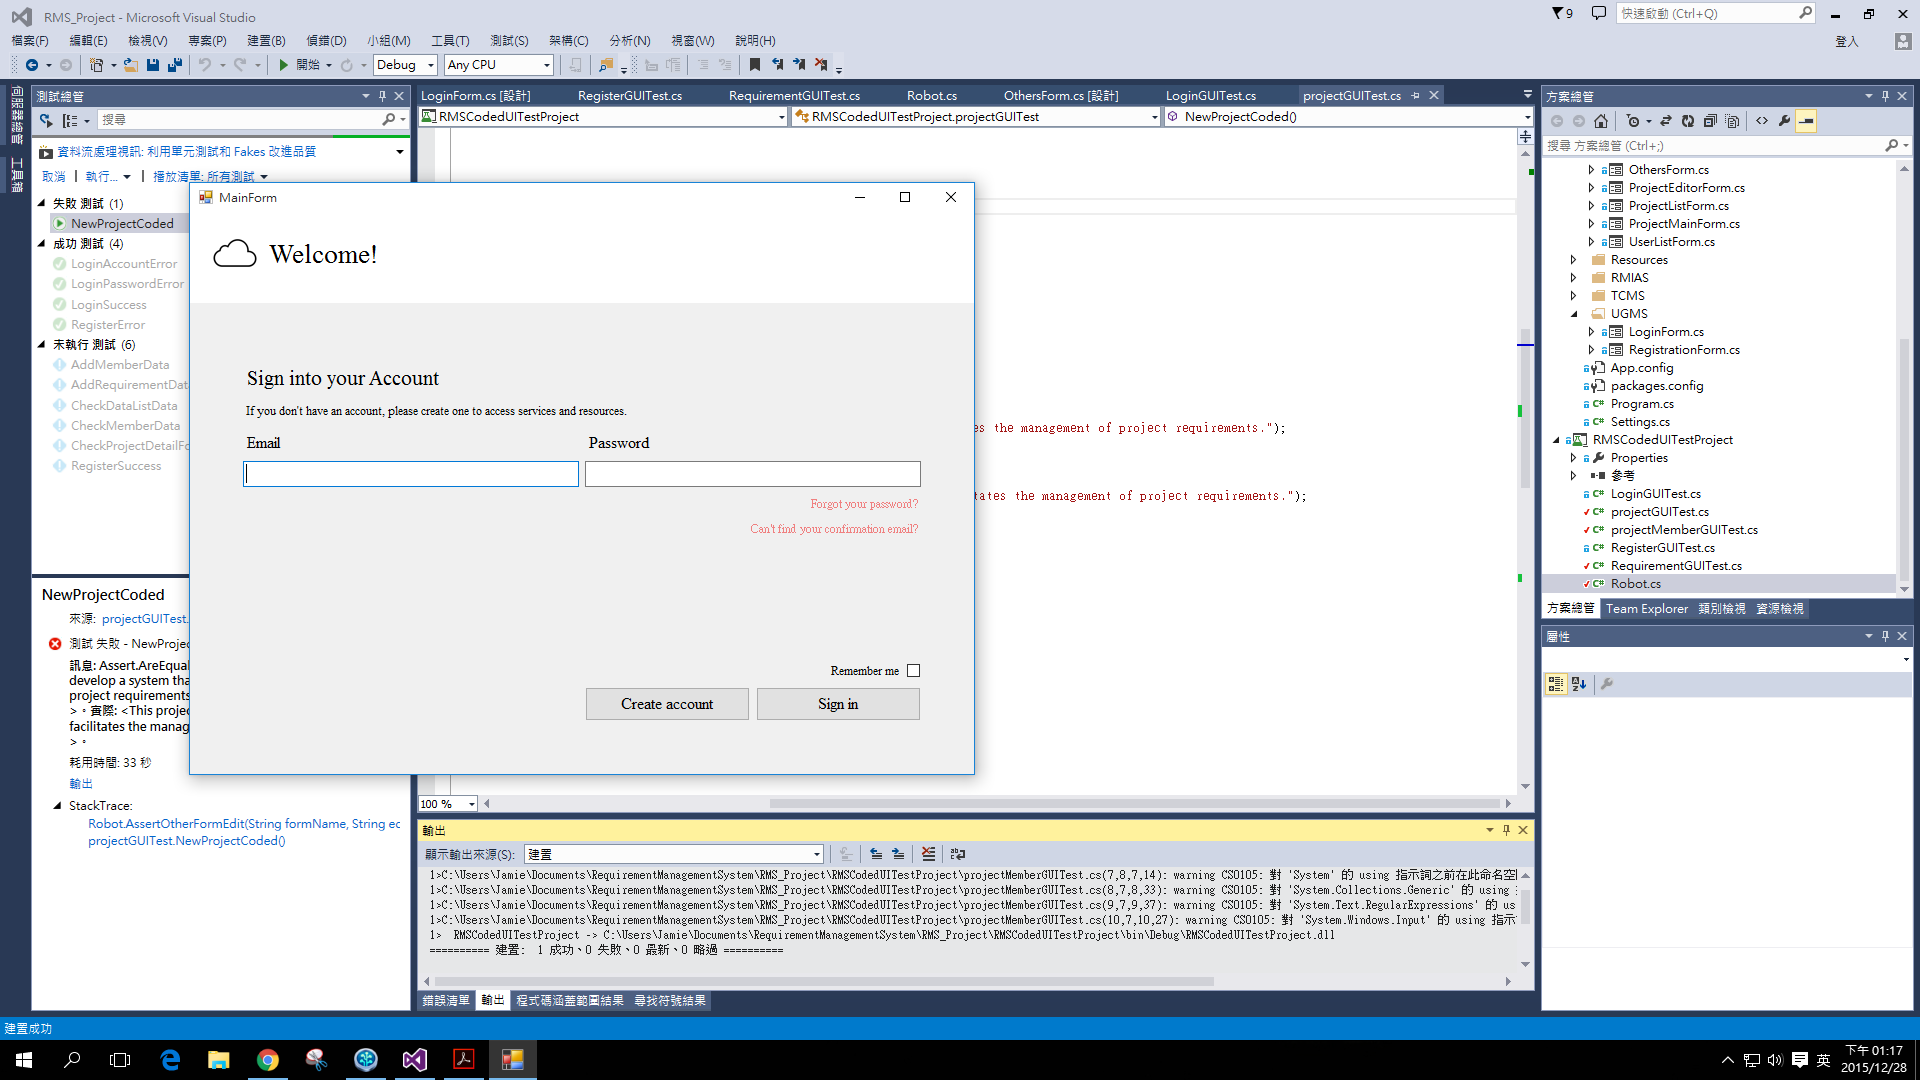 RMS_Project - Microsoft Visual Studio
9
快速啟動 (Ctrl+Q)
檔案(F) 編輯(E) 檢視(V) 專案(P) 建置(B) 偵錯(D) 小組(M) 工具(T) 測試(S) 架構(C) 分析(N) 視窗(W) 說明(H)
登入
開始 Debug Any CPU
伺服器總管
工具箱
測試總管
搜尋
資料流處理視訊: 利用單元測試和 Fakes 改進品質
取消 執行... 播放清單: 所有測試
失敗 測試 (1)
NewProjectCoded
成功 測試 (4)
LoginAccountError
LoginPasswordError
LoginSuccess
RegisterError
未執行 測試 (6)
AddMemberData
AddRequirementDat
CheckDataListData
CheckMemberData
CheckProjectDetailFo
RegisterSuccess
NewProjectCoded
來源: projectGUITest.
測試 失敗 - NewProjec
訊息: Assert.AreEqual
develop a system tha
project requirements
>。實際: <This projec
facilitates the manag
>。
耗用時間: 33 秒
輸出
StackTrace:
Robot.AssertOtherFormEdit(String formName, String ec
projectGUITest.NewProjectCoded()
LoginForm.cs [設計] RegisterGUITest.cs RequirementGUITest.cs Robot.cs OthersForm.cs [設計] LoginGUITest.cs projectGUITest.cs
RMSCodedUITestProject RMSCodedUITestProject.projectGUITest NewProjectCoded()
es the management of project requirements.");
tates the management of project requirements.");
100 %
MainForm
Welcome!
Sign into your Account
If you don't have an account, please create one to access services and resources.
Email Password
Forgot your password?
Can't find your confirmation email?
Remember me
Create account Sign in
輸出
顯示輸出來源(S): 建置
1>C:\Users\Jamie\Documents\RequirementManagementSystem\RMS_Project\RMSCodedUITestProject\projectMemberGUITest.cs(7,8,7,14): warning CS0105: 對 'System' 的 using 指示詞之前在此命名空
1>C:\Users\Jamie\Documents\RequirementManagementSystem\RMS_Project\RMSCodedUITestProject\projectMemberGUITest.cs(8,7,8,33): warning CS0105: 對 'System.Collections.Generic' 的 using
1>C:\Users\Jamie\Documents\RequirementManagementSystem\RMS_Project\RMSCodedUITestProject\projectMemberGUITest.cs(9,7,9,37): warning CS0105: 對 'System.Text.RegularExpressions' 的 us
1>C:\Users\Jamie\Documents\RequirementManagementSystem\RMS_Project\RMSCodedUITestProject\projectMemberGUITest.cs(10,7,10,27): warning CS0105: 對 'System.Windows.Input' 的 using 指示
1> RMSCodedUITestProject -> C:\Users\Jamie\Documents\RequirementManagementSystem\RMS_Project\RMSCodedUITestProject\bin\Debug\RMSCodedUITestProject.dll
========== 建置: 1 成功、0 失敗、0 最新、0 略過 ==========
錯誤清單 輸出 程式碼涵蓋範圍結果 尋找符號結果
方案總管
搜尋 方案總管 (Ctrl+;)
OthersForm.cs
ProjectEditorForm.cs
ProjectListForm.cs
ProjectMainForm.cs
UserListForm.cs
Resources
RMIAS
TCMS
UGMS
LoginForm.cs
RegistrationForm.cs
App.config
packages.config
Program.cs
Settings.cs
RMSCodedUITestProject
Properties
參考
LoginGUITest.cs
projectGUITest.cs
projectMemberGUITest.cs
RegisterGUITest.cs
RequirementGUITest.cs
Robot.cs
方案總管 Team Explorer 類別檢視 資源檢視
屬性
建置成功
英
下午 01:17
2015/12/28